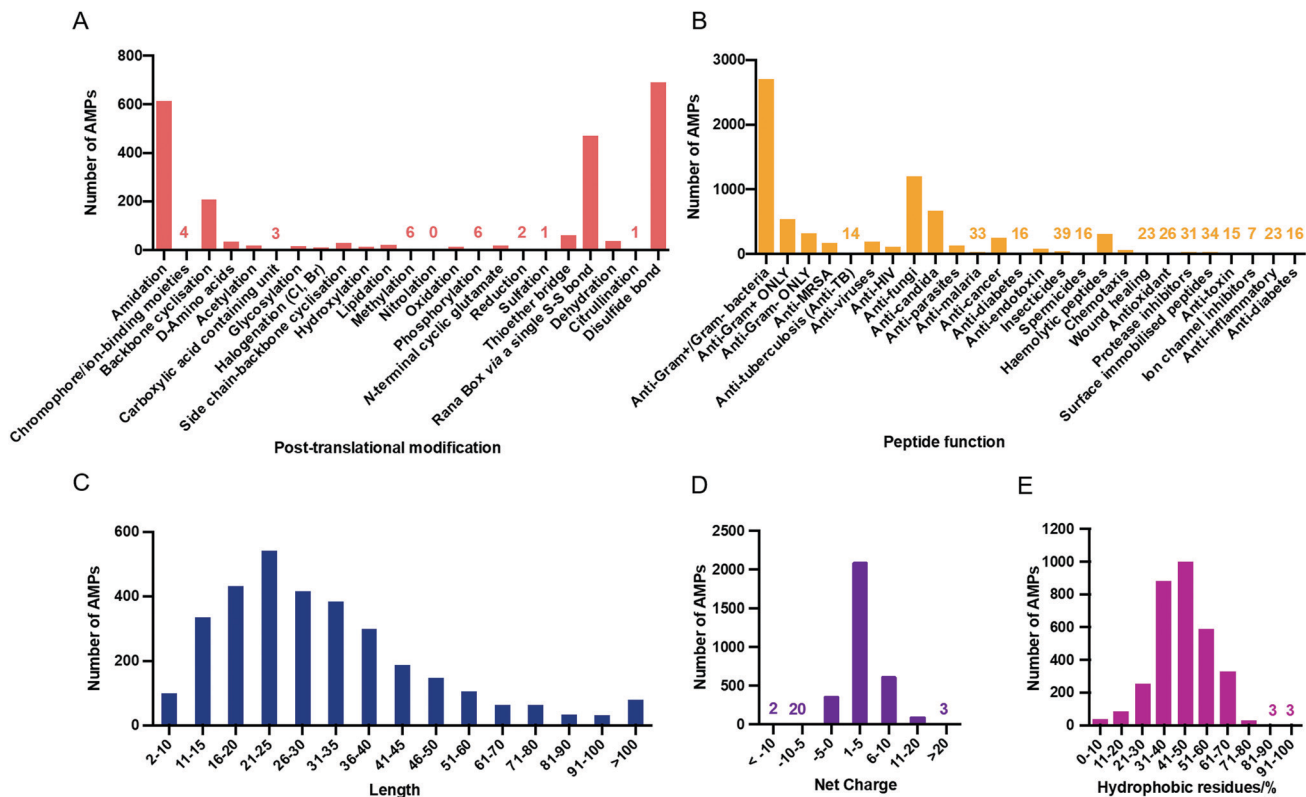 A
Number of AMPs
800
600
400
200
0
4
3
6
0
6
2
1
1
Amidation
Chromophore/ion-binding moieties
Backbone cyclisation
D-Amino acids
Acetylation
Carboxylic acid containing unit
Glycosylation
Halogenation (Cl, Br)
Side chain-backbone cyclisation
Hydroxylation
Lipidation
Methylation
Nitrolation
Oxidation
Phosphorylation
N-terminal cyclic glutamate
Reduction
Sulfation
Thioether bridge
Rana Box via a single S-S bond
Dehydration
Citrullination
Disulfide bond
Post-translational modification
B
Number of AMPs
3000
2000
1000
0
14
33
16
39
16
23
26
31
34
15
7
23
16
Anti-Gram+/Gram- bacteria
Anti-Gram+ ONLY
Anti-Gram- ONLY
Anti-MRSA
Anti-tuberculosis (Anti-TB)
Anti-viruses
Anti-HIV
Anti-fungi
Anti-candida
Anti-parasites
Anti-malaria
Anti-cancer
Anti-diabetes
Anti-endotoxin
Insecticides
Spermicides
Haemolytic peptides
Chemotaxis
Wound healing
Antioxidant
Protease inhibitors
Surface immobilised peptides
Anti-toxin
Ion channel inhibitors
Anti-inflammatory
Anti-diabetes
Peptide function
C
Number of AMPs
600
400
200
0
2-10
11-15
16-20
21-25
26-30
31-35
36-40
41-45
46-50
51-60
61-70
71-80
81-90
91-100
>100
Length
D
Number of AMPs
2500
2000
1500
1000
500
0
2
20
3
< -10
-10-5
-5-0
1-5
6-10
11-20
>20
Net Charge
E
Number of AMPs
1200
1000
800
600
400
200
0
3
3
0-10
11-20
21-30
31-40
41-50
51-60
61-70
71-80
81-90
91-100
Hydrophobic residues/%